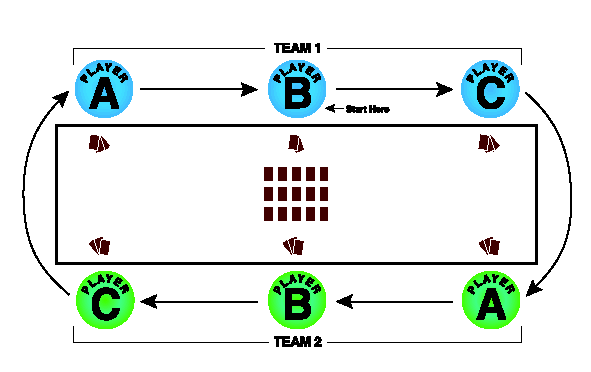 TEAM 1
PLAYER
A
PLAYER
B
PLAYER
C
Start Here
PLAYER
C
PLAYER
B
PLAYER
A
TEAM 2